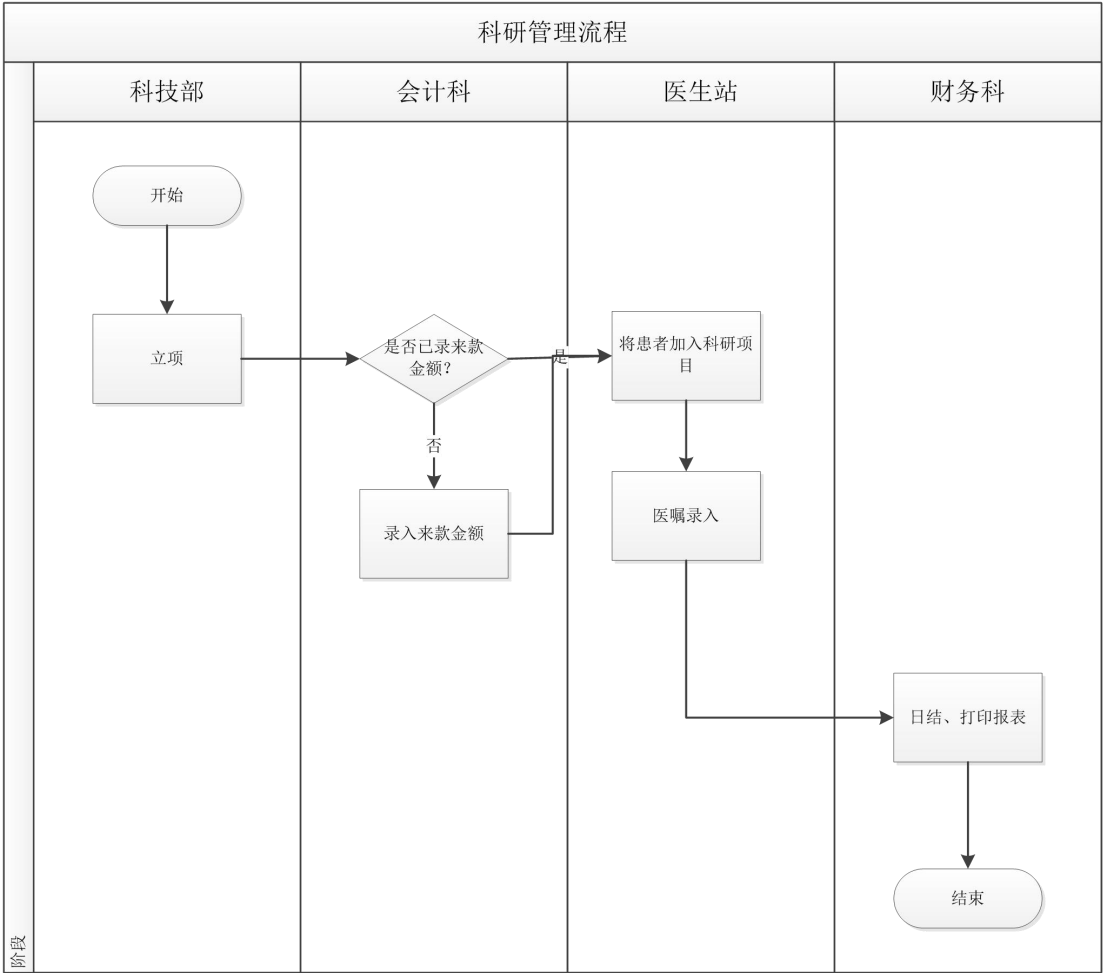 科研管理流程
科技部
会计科
医生站
财务科
开始
立项
是否已录来款
金额？
是
否
录入来款金额
将患者加入科研项
目
医嘱录入
日结、打印报表
结束
阶段